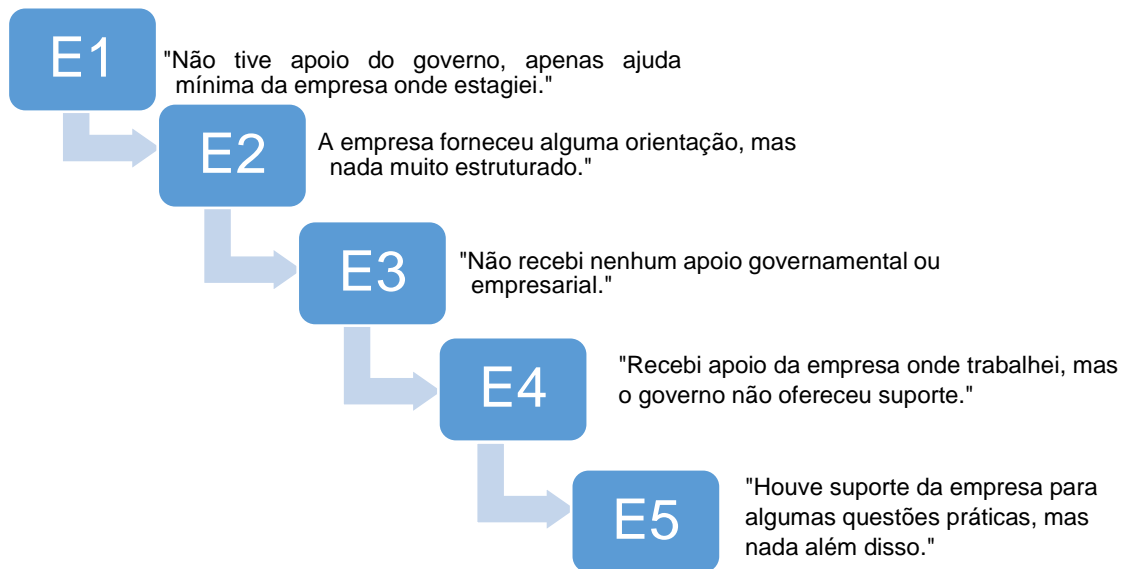 E1
"Não tive apoio do governo, apenas ajuda
mínima da empresa onde estagiei."
E2
A empresa forneceu alguma orientação, mas
nada muito estruturado."
E3
"Não recebi nenhum apoio governamental ou
empresarial."
E4
"Recebi apoio da empresa onde trabalhei, mas
o governo não ofereceu suporte."
E5
"Houve suporte da empresa para
algumas questões práticas, mas
nada além disso."